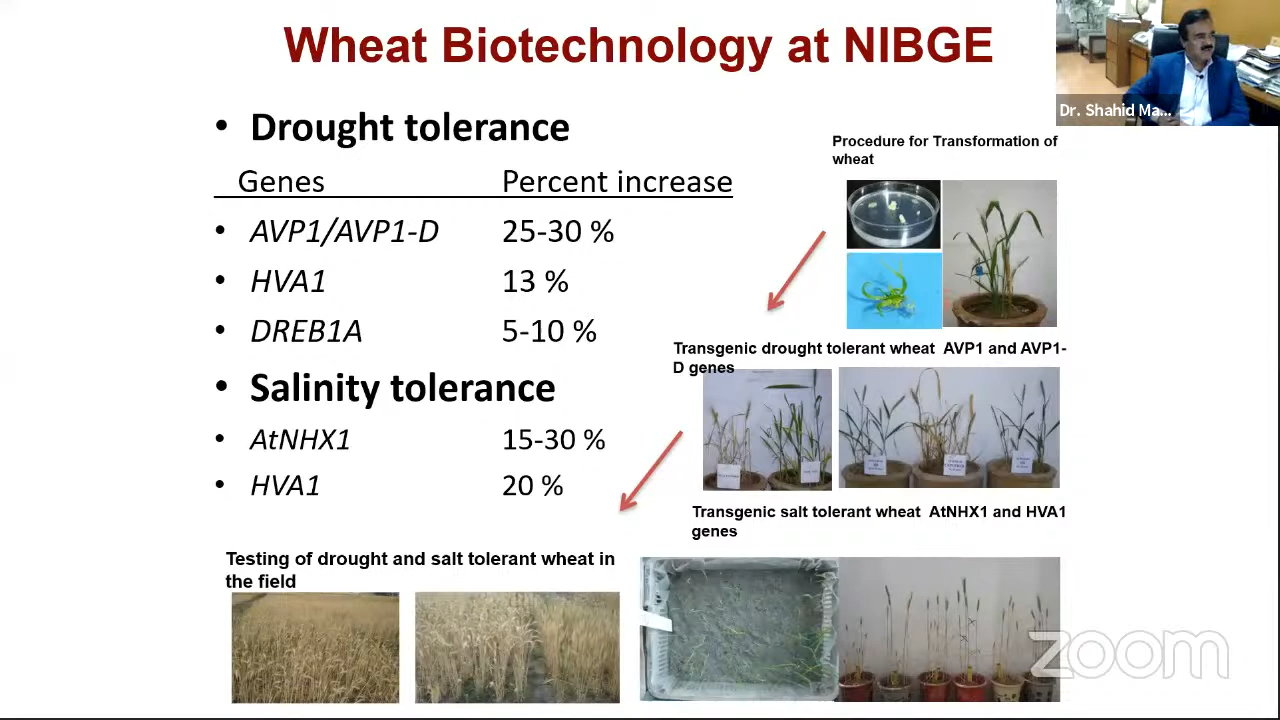 Wheat Biotechnology at NIBGE
Dr. Shahid Ma...
• Drought tolerance
Genes Percent increase
• AVP1/AVP1-D 25-30 %
• HVA1 13 %
• DREB1A 5-10 %
• Salinity tolerance
• AtNHX1 15-30 %
• HVA1 20 %
Procedure for Transformation of
wheat
Transgenic drought tolerant wheat AVP1 and AVP1-
D genes
Transgenic salt tolerant wheat AtNHX1 and HVA1
genes
Testing of drought and salt tolerant wheat in
the field
zoom